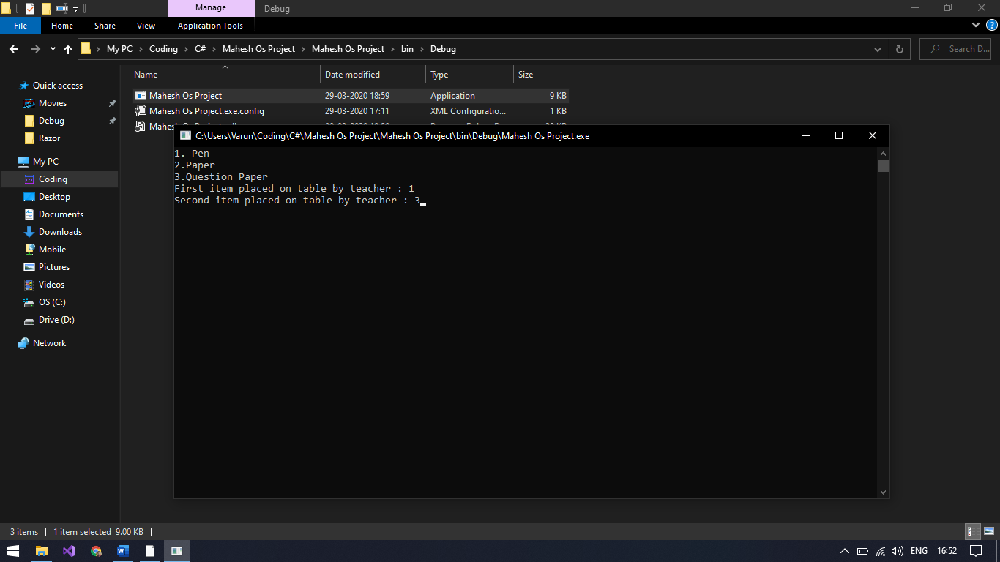 Manage
Debug
File
Home
Share
View
Application Tools
My PC
Coding
C#
Mahesh Os Project
Mahesh Os Project
bin
Debug
Search D...
Name
Date modified
Type
Size
Quick access
Movies
Debug
Razor
My PC
Coding
Desktop
Documents
Downloads
Mobile
Pictures
Videos
OS (C:)
Drive (D:)
Network
Mahesh Os Project 29-03-2020 18:59 Application 9 KB
Mahesh Os Project.exe.config 29-03-2020 17:11 XML Configuratio... 1 KB
C:\Users\Varun\Coding\C#\Mahesh Os Project\Mahesh Os Project\bin\Debug\Mahesh Os Project.exe
1. Pen
2.Paper
3.Question Paper
First item placed on table by teacher : 1
Second item placed on table by teacher : 3
3 items
1 item selected 9.00 KB
ENG
16:52